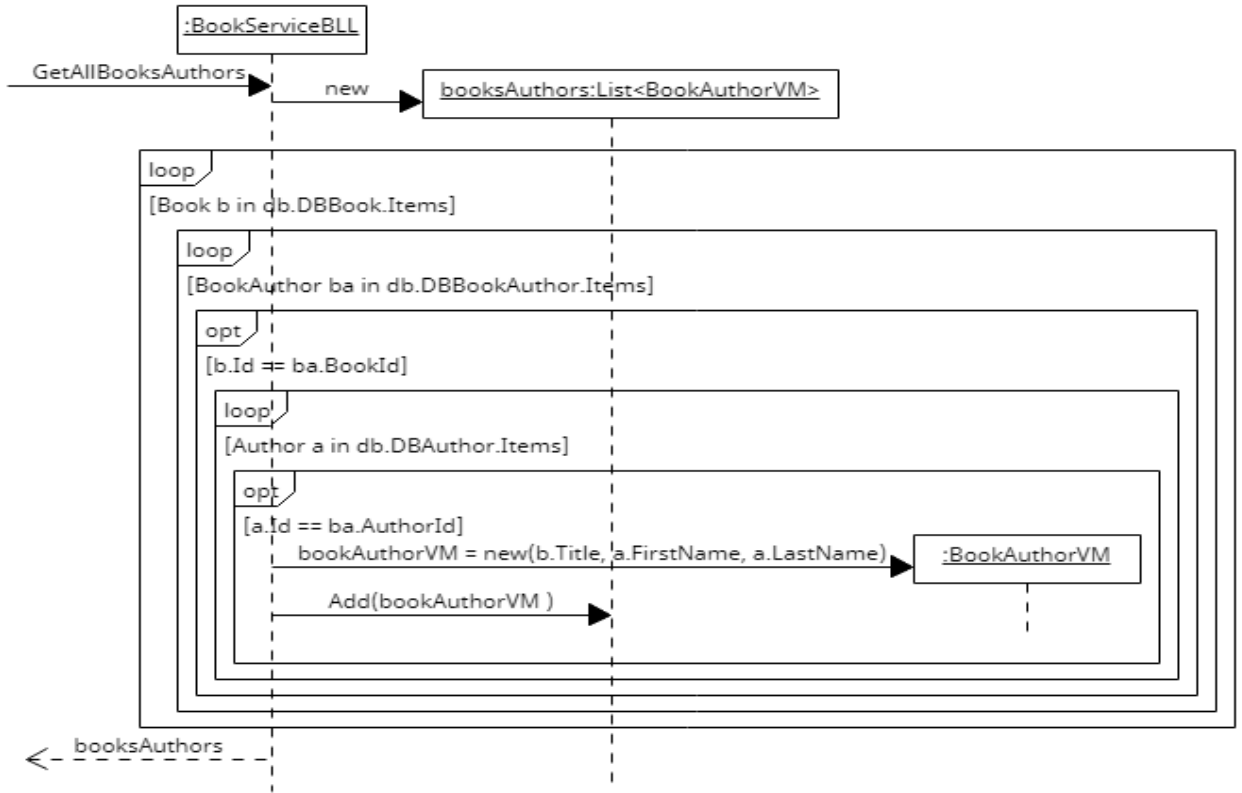 :BookServiceBLL
GetAllBooksAuthors
new
booksAuthors:List<BookAuthorVM>
loop
[Book b in db.DBBook.Items]
loop
[BookAuthor ba in db.DBBookAuthor.Items]
opt
[b.Id == ba.BookId]
loop
[Author a in db.DBAuthor.Items]
opt
[a.Id == ba.AuthorId]
bookAuthorVM = new(b.Title, a.FirstName, a.LastName)
:BookAuthorVM
Add(bookAuthorVM )
booksAuthors